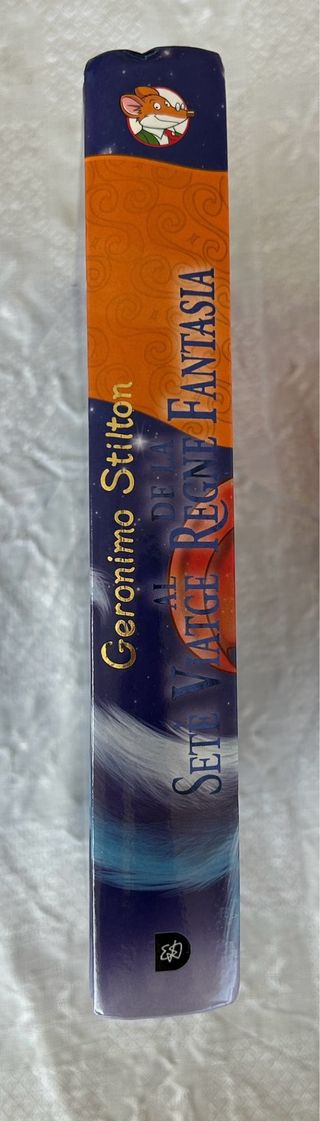 Geronimo Stilton
SETÈ VIATGE AL REGNE DE LA FANTASIA